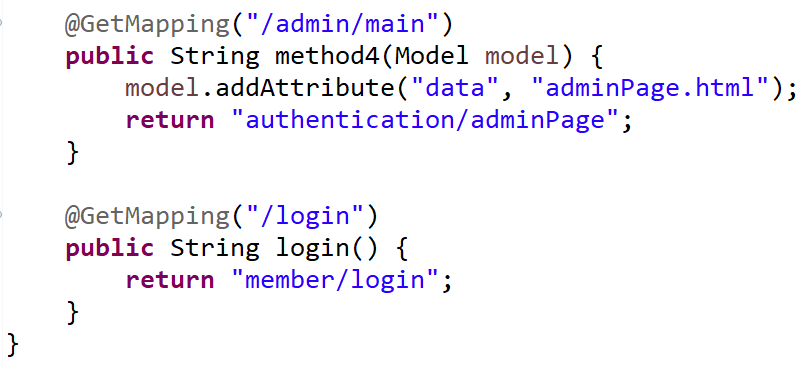 @GetMapping("/admin/main")
public String method4(Model model) {
    model.addAttribute("data", "adminPage.html");
    return "authentication/adminPage";
}
@GetMapping("/login")
public String login() {
    return "member/login";
}
}